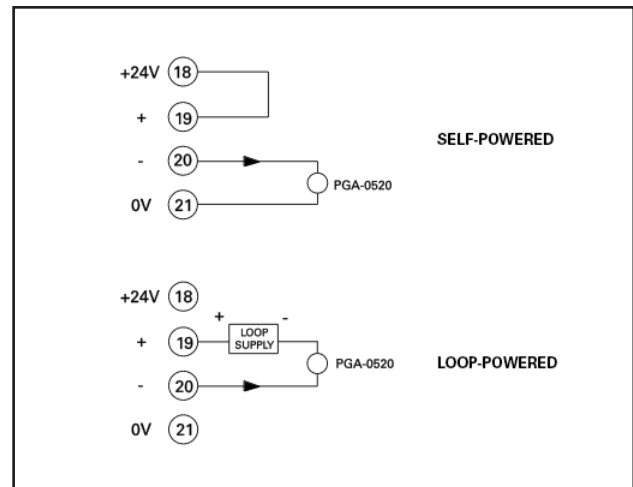 +24V 18
+ 19
SELF-POWERED
- 20
PGA-0520
0V 21
+24V 18
+ -
+ 19 LOOP
SUPPLY
PGA-0520 LOOP-POWERED
- 20
0V 21